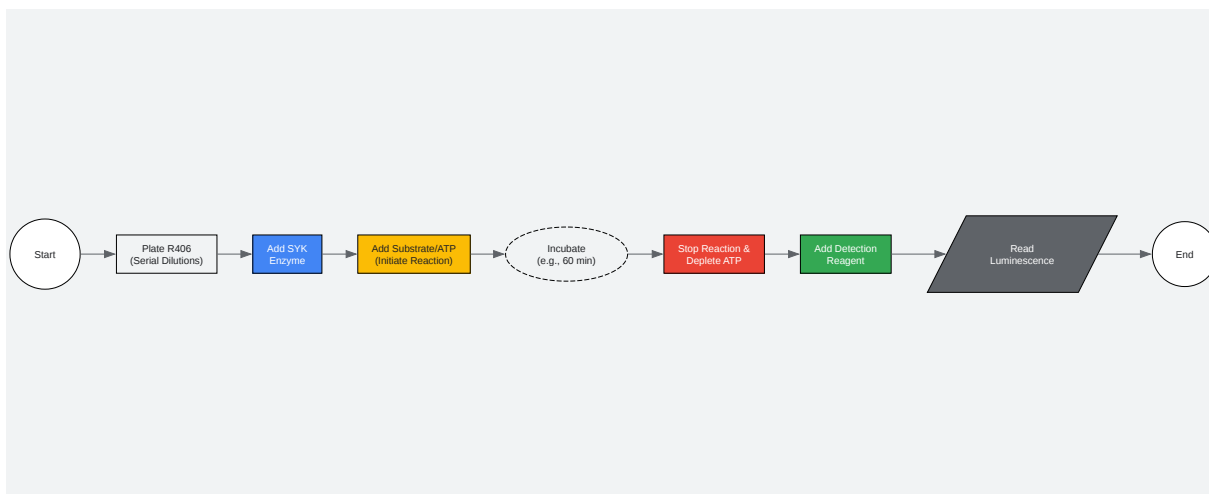 Start
Plate R406
(Serial Dilutions)
Add SYK
Enzyme
Add Substrate/ATP
(Initiate Reaction)
Incubate
(e.g., 60 min)
Stop Reaction &
Deplete ATP
Add Detection
Reagent
Read
Luminescence
End